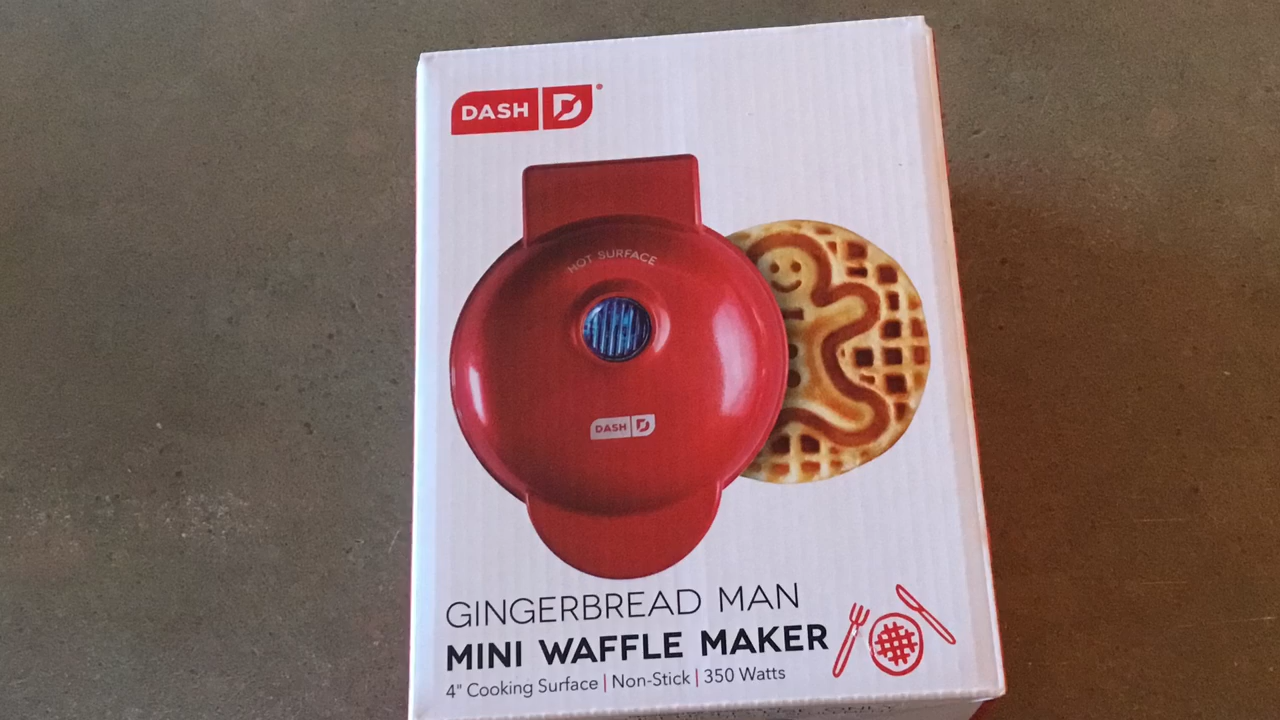 DASH D®
HOT SURFACE
DASH D
GINGERBREAD MAN
MINI WAFFLE MAKER
4" Cooking Surface | Non-Stick | 350 Watts